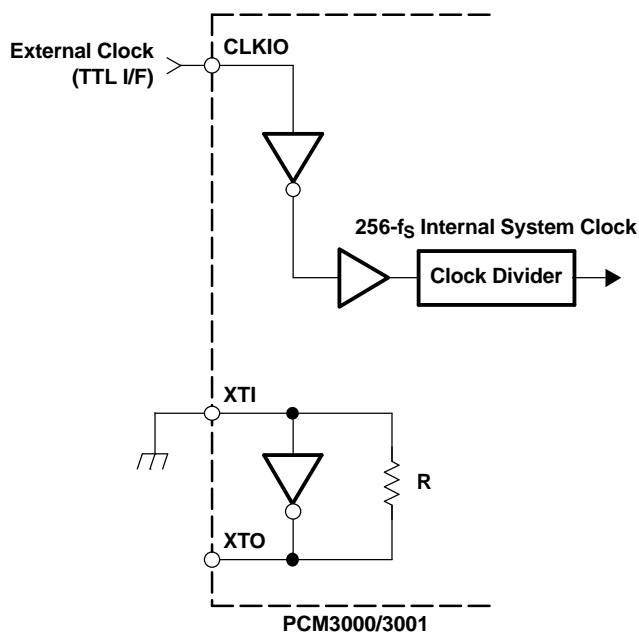 CLKIO
External Clock
(TTL I/F)
256-fS Internal System Clock
Clock Divider
XTI
R
XTO
PCM3000/3001